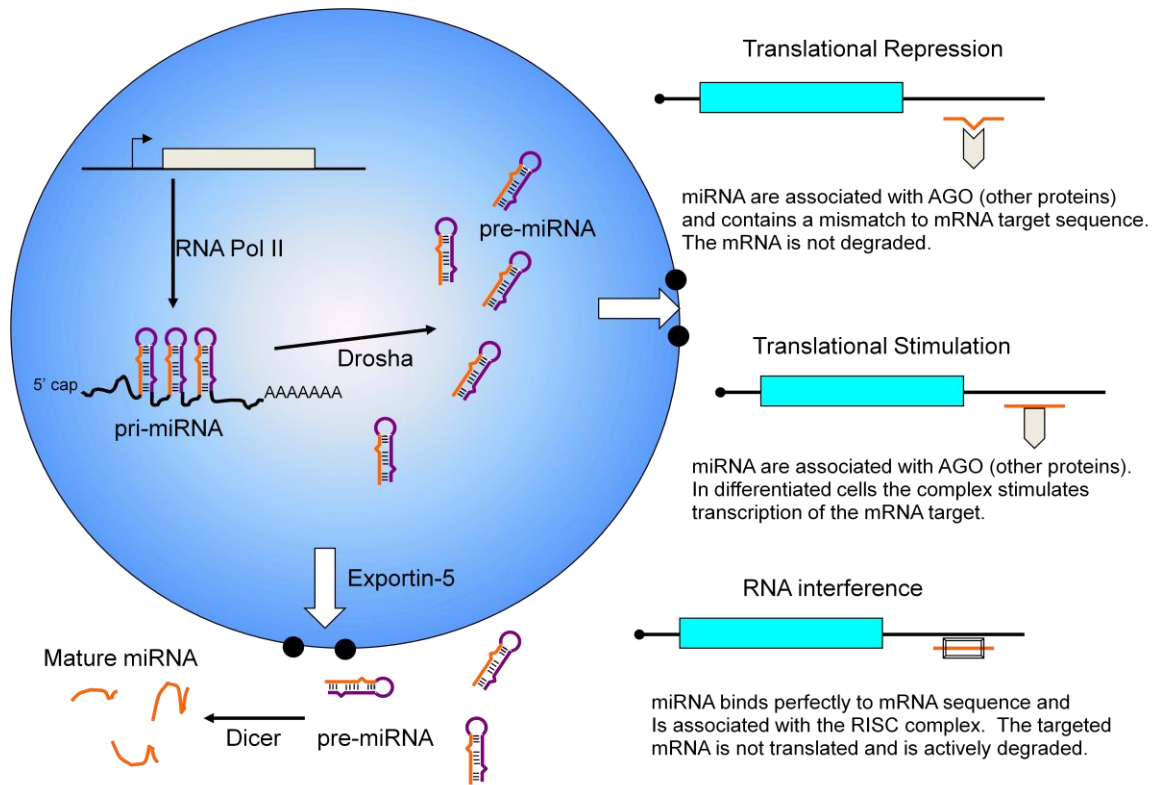 RNA Pol II
5' cap
AAAAAAA
pri-miRNA
Drosha
pre-miRNA
Exportin-5
pre-miRNA
Dicer
Mature miRNA
Translational Repression
miRNA are associated with AGO (other proteins)
and contains a mismatch to mRNA target sequence.
The mRNA is not degraded.
Translational Stimulation
miRNA are associated with AGO (other proteins).
In differentiated cells the complex stimulates
transcription of the mRNA target.
RNA interference
miRNA binds perfectly to mRNA sequence and
Is associated with the RISC complex.  The targeted
mRNA is not translated and is actively degraded.